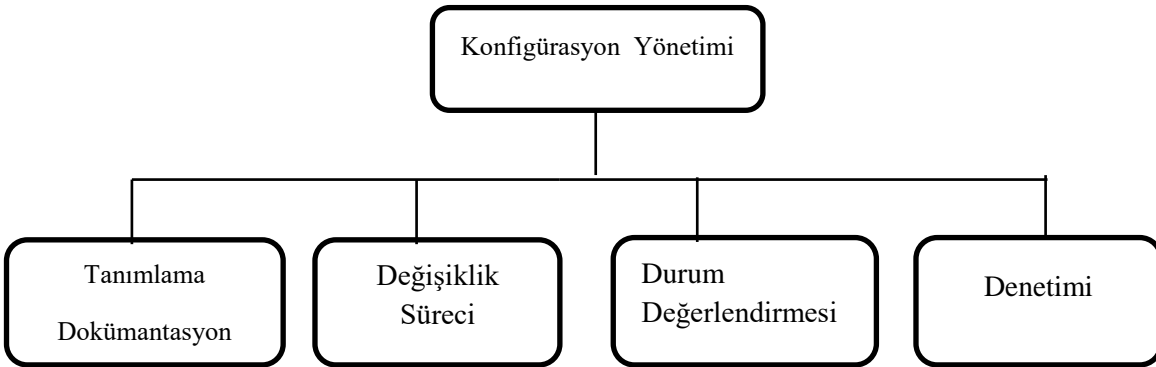 Konfigürasyon Yönetimi
Tanımlama
Dokümantasyon
Değişiklik
Süreci
Durum
Değerlendirmesi
Denetimi